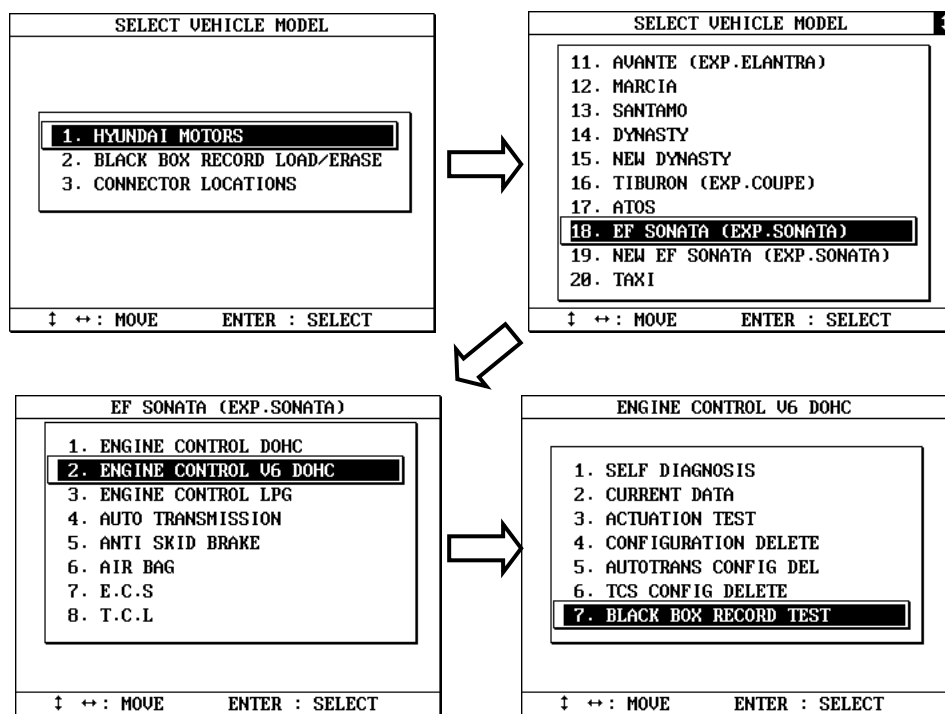 SELECT VEHICLE MODEL
1. HYUNDAI MOTORS
2. BLACK BOX RECORD LOAD/ERASE
3. CONNECTOR LOCATIONS
↕ ↔: MOVE ENTER : SELECT
SELECT VEHICLE MODEL
11. AVANTE (EXP.ELANTRA)
12. MARCIA
13. SANTAMO
14. DYNASTY
15. NEW DYNASTY
16. TIBURON (EXP.COUPE)
17. ATOS
18. EF SONATA (EXP.SONATA)
19. NEW EF SONATA (EXP.SONATA)
20. TAXI
↕ ↔: MOVE ENTER : SELECT
EF SONATA (EXP.SONATA)
1. ENGINE CONTROL DOHC
2. ENGINE CONTROL V6 DOHC
3. ENGINE CONTROL LPG
4. AUTO TRANSMISSION
5. ANTI SKID BRAKE
6. AIR BAG
7. E.C.S
8. T.C.L
↕ ↔: MOVE ENTER : SELECT
ENGINE CONTROL V6 DOHC
1. SELF DIAGNOSIS
2. CURRENT DATA
3. ACTUATION TEST
4. CONFIGURATION DELETE
5. AUTOTRANS CONFIG DEL
6. TCS CONFIG DELETE
7. BLACK BOX RECORD TEST
↕ ↔: MOVE ENTER : SELECT